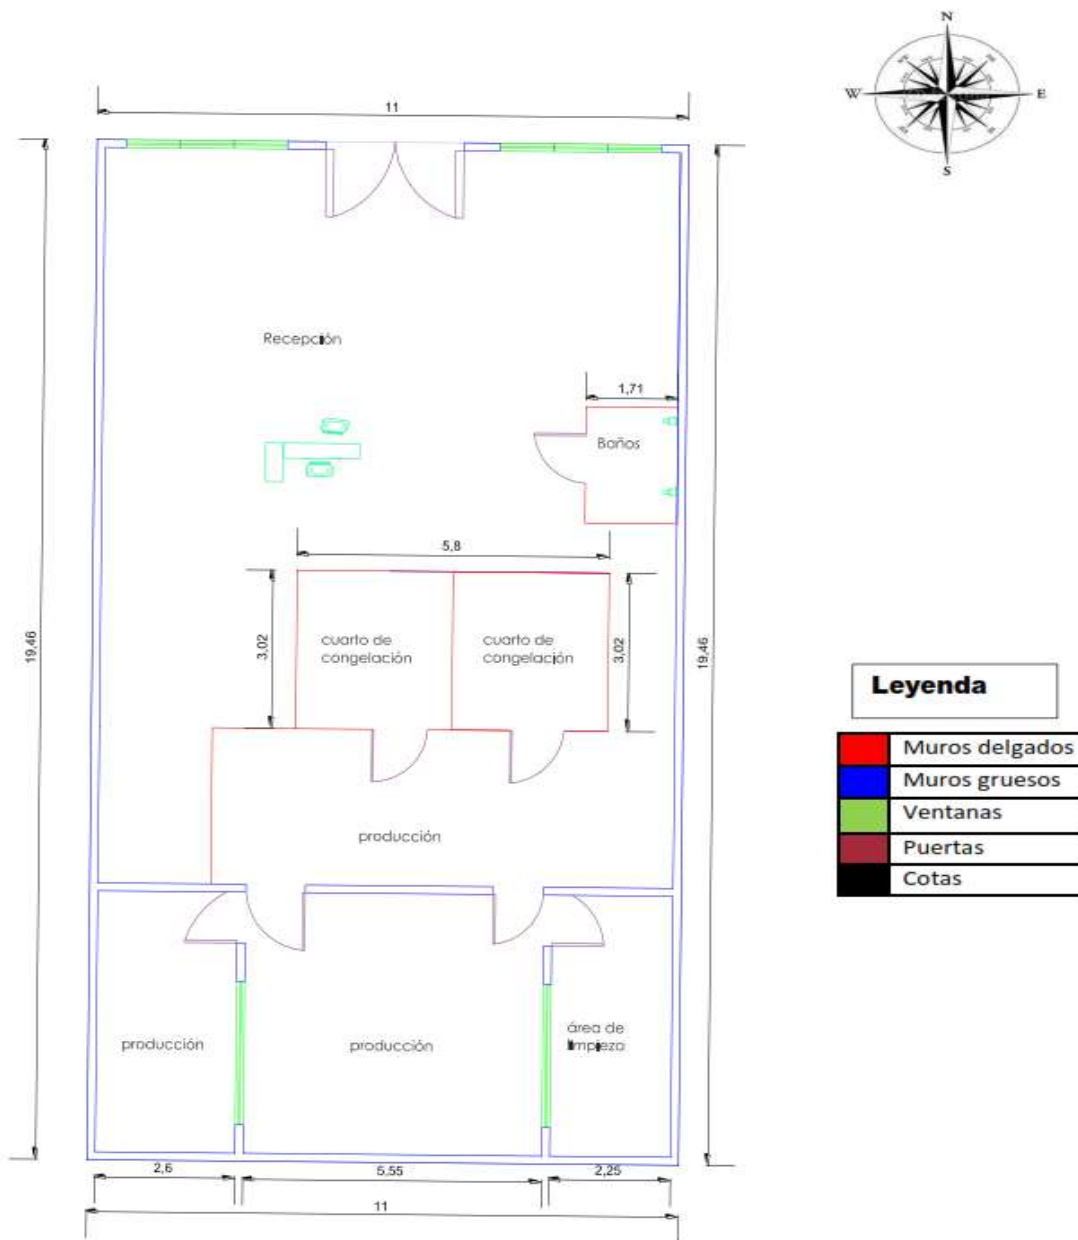 N
W
E
S
11
Recepción
1,71
Baños
5,8
19,46
3,02
cuarto de
congelación
cuarto de
congelación
3,02
19,46
Leyenda
Muros delgados
Muros gruesos
Ventanas
Puertas
Cotas
producción
producción
producción
área de
limpieza
2,6
5,55
2,25
11